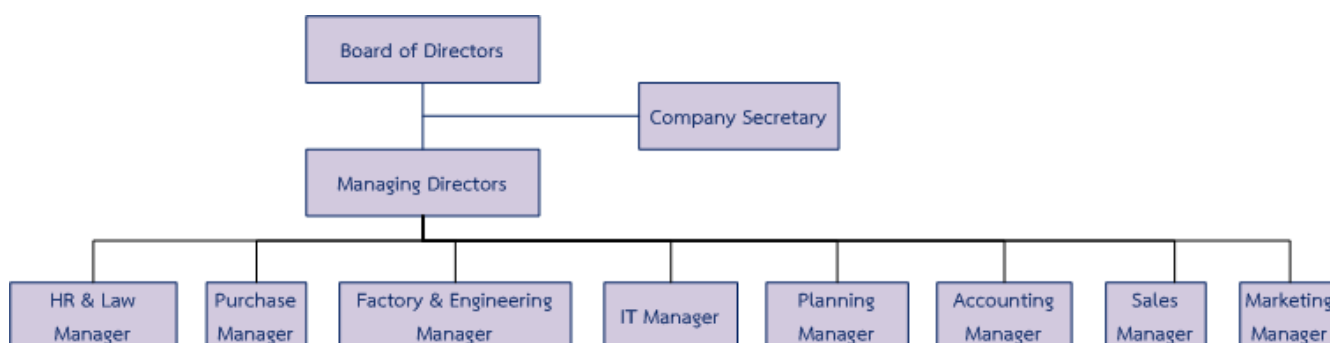 Board of Directors
Company Secretary
Managing Directors
HR & Law
Manager
Purchase
Manager
Factory & Engineering
Manager
IT Manager
Planning
Manager
Accounting
Manager
Sales
Manager
Marketing
Manager